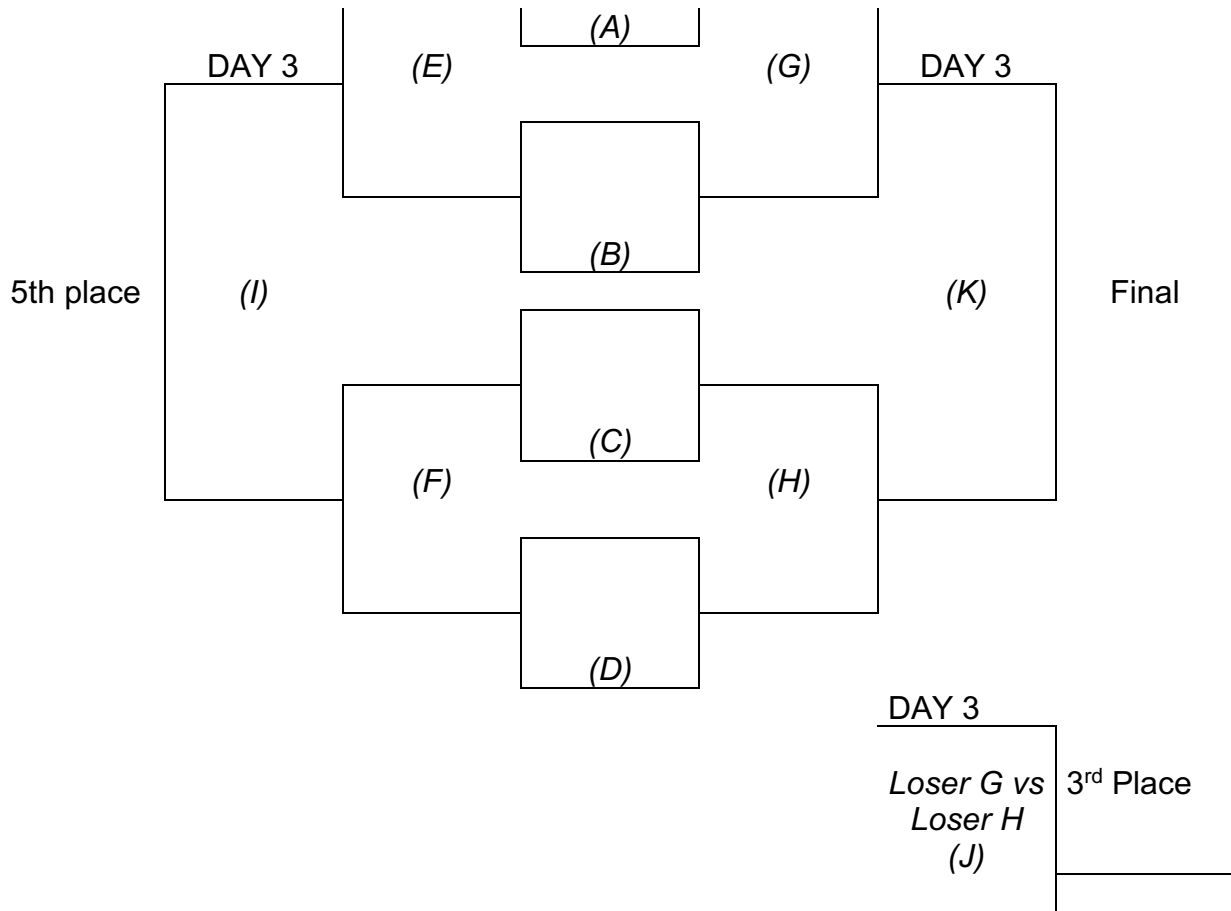 (A)
DAY 3
(E)
(G)
DAY 3
(B)
5th place
(I)
(K)
Final
(C)
(F)
(H)
(D)
DAY 3
Loser G vs
3rd Place
Loser H
(J)